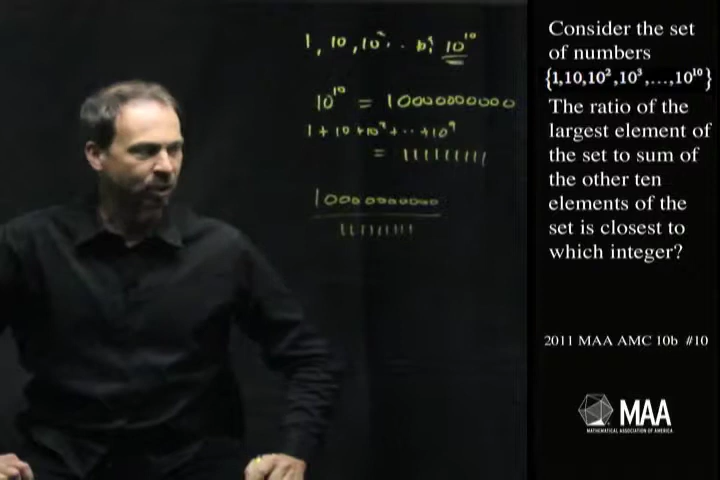 1, 10, 10², .. 10⁹, 10¹⁰
10¹⁰ = 10000000000
1 + 10 + 10² + ... + 10⁹
= 1111111111
10000000000
1111111111
Consider the set
of numbers
{1,10,10²,10³,...,10¹⁰}
The ratio of the
largest element of
the set to sum of
the other ten
elements of the
set is closest to
which integer?
2011 MAA AMC 10b #10
MAA
MATHEMATICAL ASSOCIATION OF AMERICA